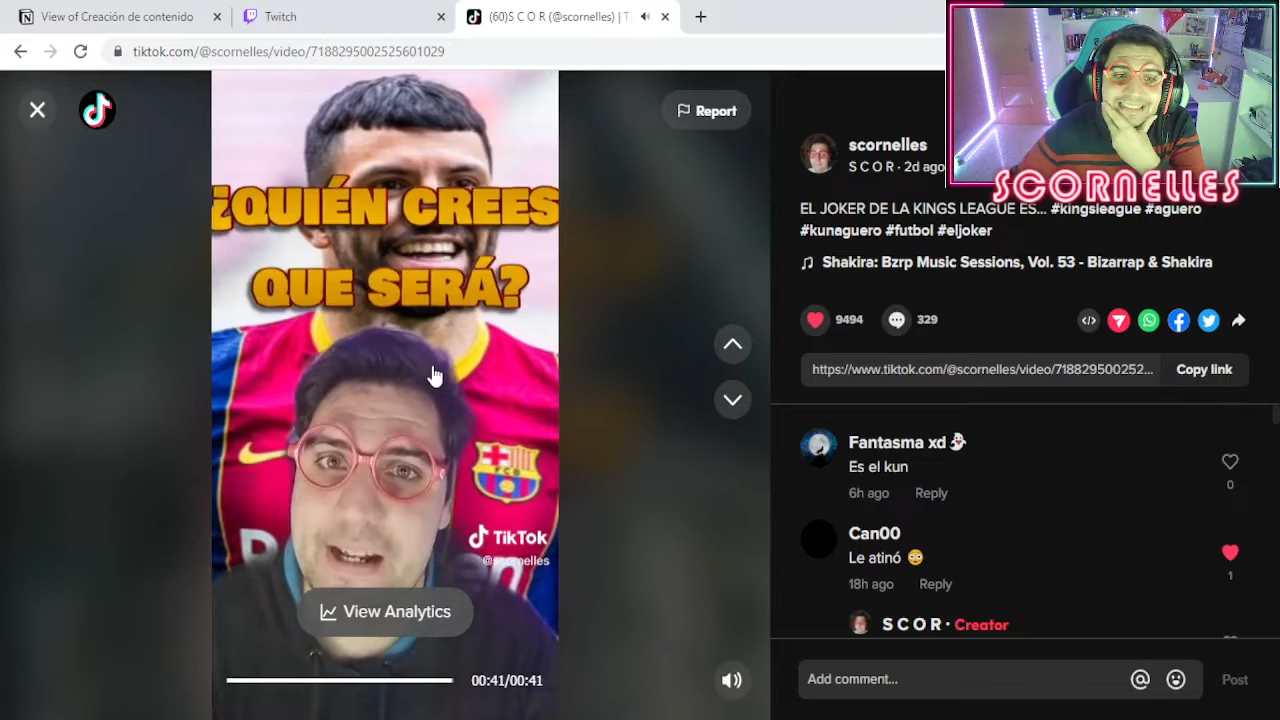 View of Creación de contenido
Twitch
(60)S C O R (@scornelles) | T
tiktok.com/@scornelles/video/7188295002525601029
Report
¿QUIÉN CREES
QUE SERÁ?
TikTok
@scornelles
View Analytics
00:41/00:41
scornelles
S C O R · 2d ago
SCORNELLES
EL JOKER DE LA KINGS LEAGUE ES... #kingsleague #aguero
#kunaguero #futbol #eljoker
Shakira: Bzrp Music Sessions, Vol. 53 - Bizarrap & Shakira
9494
329
https://www.tiktok.com/@scornelles/video/718829500252...
Copy link
Fantasma xd
Es el kun
6h ago Reply
0
Can00
Le atinó
18h ago Reply
1
S C O R · Creator
Add comment...
Post